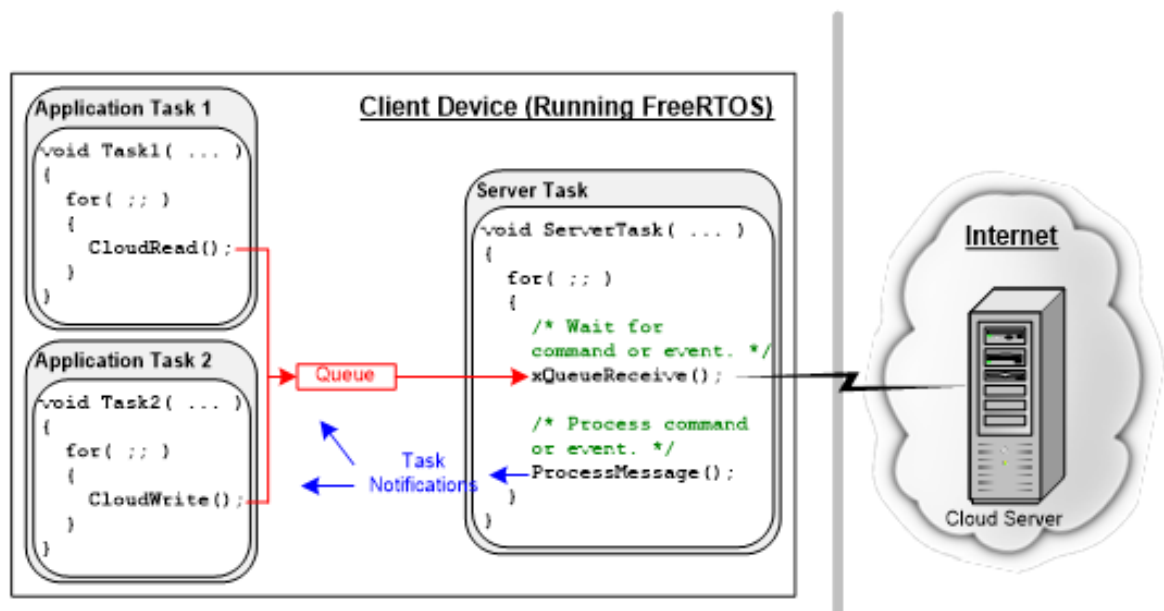 Client Device (Running FreeRTOS)
Application Task 1
void Task1( ... )
{
for( ;; )
{
CloudRead();
}
}
Application Task 2
void Task2( ... )
{
for( ;; )
{
CloudWrite();
}
}
Queue
Task
Notifications
Server Task
void ServerTask( ... )
{
for( ;; )
{
/* Wait for
command or event. */
xQueueReceive();
/* Process command
or event. */
ProcessMessage();
}
}
Internet
Cloud Server